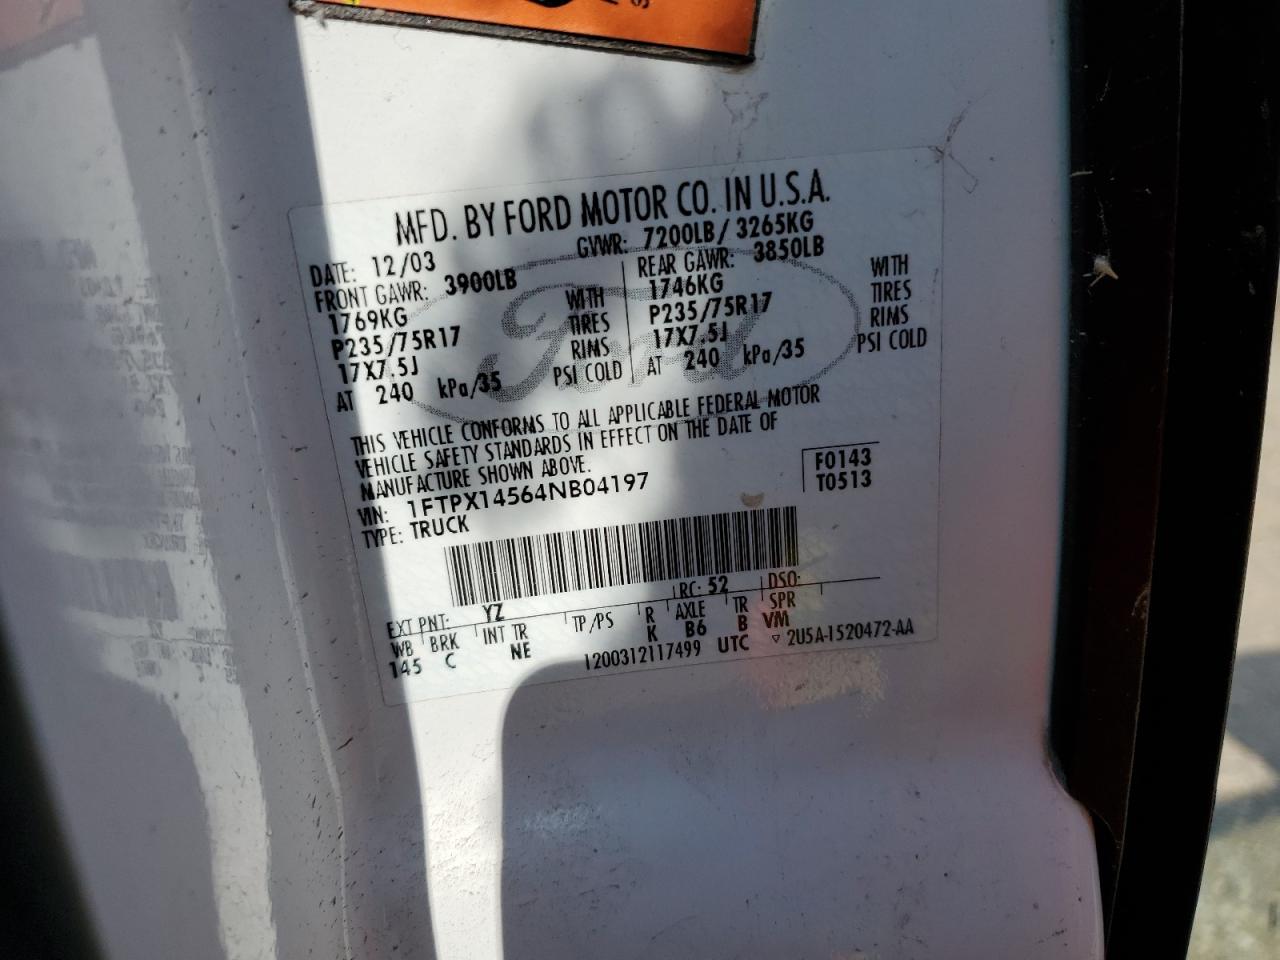 MFD. BY FORD MOTOR CO. IN U.S.A.
DATE: 12/03 GVWR: 7200LB/ 3265KG
FRONT GAWR: 3900LB REAR GAWR: 3850LB
1769KG WITH 1746KG WITH
P235/75R17 TIRES P235/75R17 TIRES
17X7.5J RIMS 17X7.5J RIMS
AT 240 kPa/35 PSI COLD AT 240 kPa/35 PSI COLD
Ford
THIS VEHICLE CONFORMS TO ALL APPLICABLE FEDERAL MOTOR
VEHICLE SAFETY STANDARDS IN EFFECT ON THE DATE OF
MANUFACTURE SHOWN ABOVE.
VIN: 1FTPX14564NB04197 F0143
TYPE: TRUCK T0513
EXT PNT: YZ RC: 52 DSO:
WB BRK INT TR TP/PS R AXLE TR SPR
145 C NE K B6 B VM
1200312117499 UTC ▽ 2U5A-1520472-AA